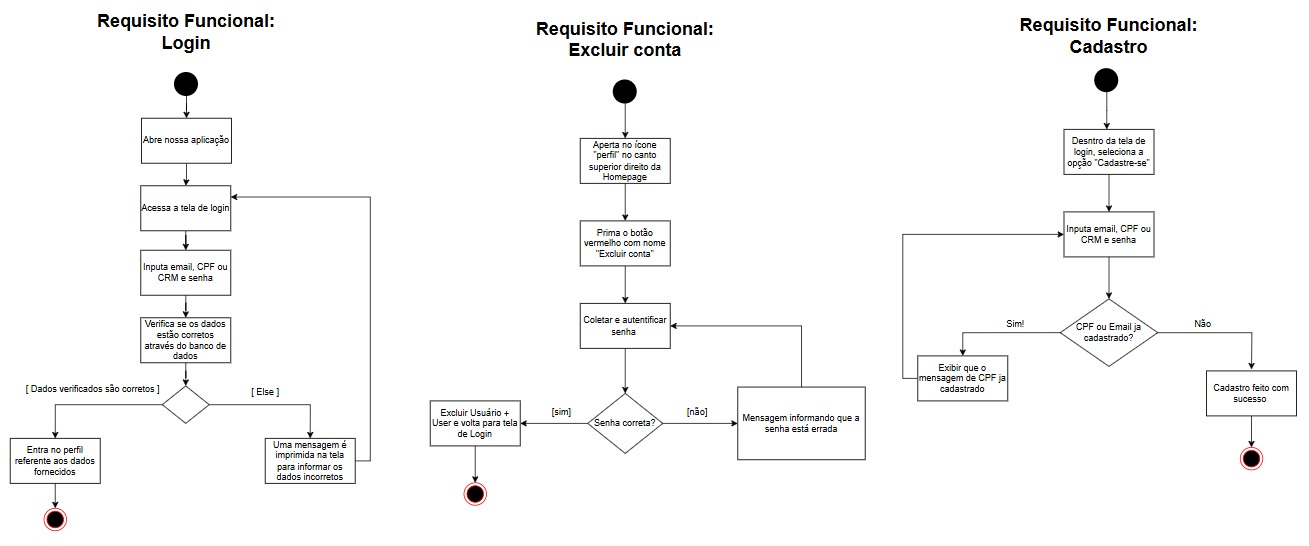 Requisito Funcional:
Login
Abre nossa aplicação
Acessa a tela de login
Inputa email, CPF ou
CRM e senha
Verifica se os dados
estão corretos
através do banco de
dados
[ Dados verificados são corretos ]
[ Else ]
Entra no perfil
referente aos dados
fornecidos
Uma mensagem é
imprimida na tela
para informar os
dados incorretos
Requisito Funcional:
Excluir conta
Aperta no ícone
"perfil" no canto
superior direito da
Homepage
Prima o botão
vermelho com nome
"Excluir conta"
Coletar e autentificar
senha
Senha correta?
[sim]
[não]
Excluir Usuário +
User e volta para tela
de Login
Mensagem informando que a
senha está errada
Requisito Funcional:
Cadastro
Desntro da tela de
login, seleciona a
opção "Cadastre-se"
Inputa email, CPF ou
CRM e senha
CPF ou Email ja
cadastrado?
Sim!
Não
Exibir que o
mensagem de CPF ja
cadastrado
Cadastro feito com
sucesso